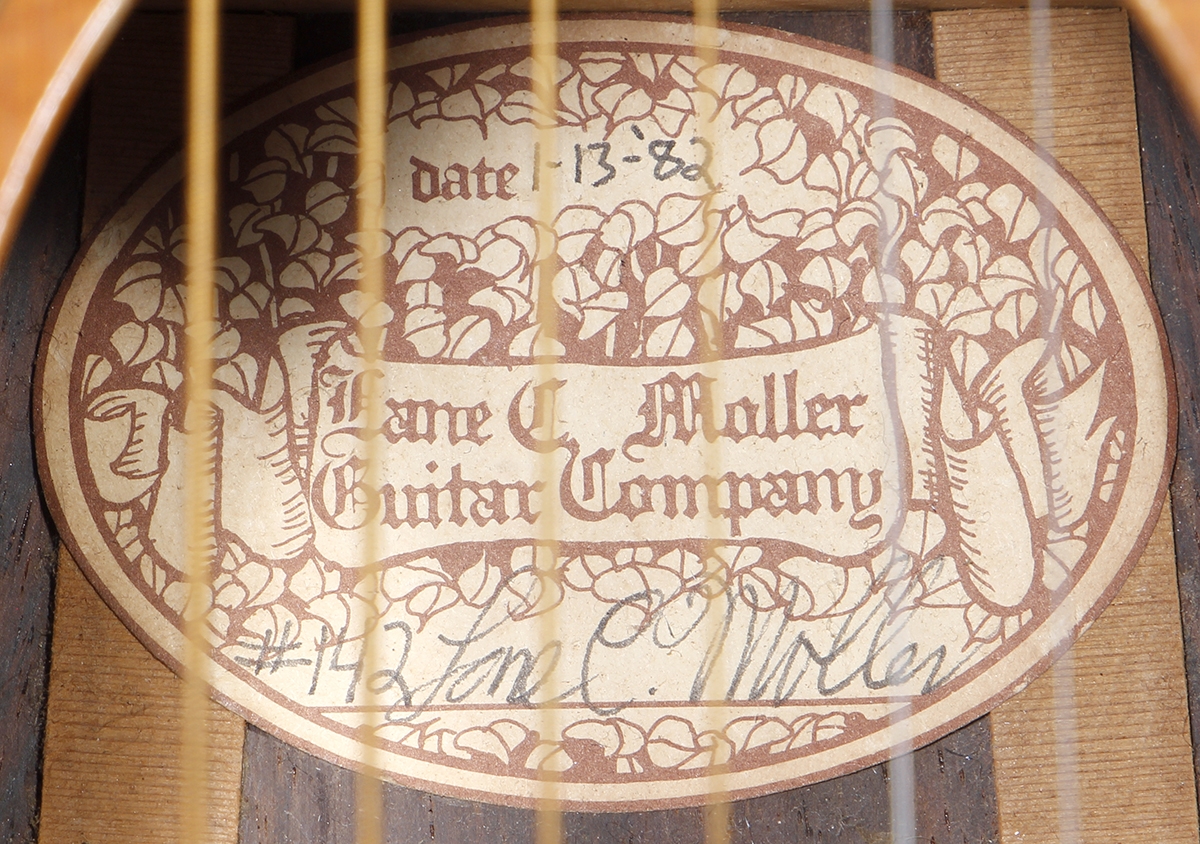 date 1-13-'82
Lane C. Moller
Guitar Company
#142 Lane C. Moller